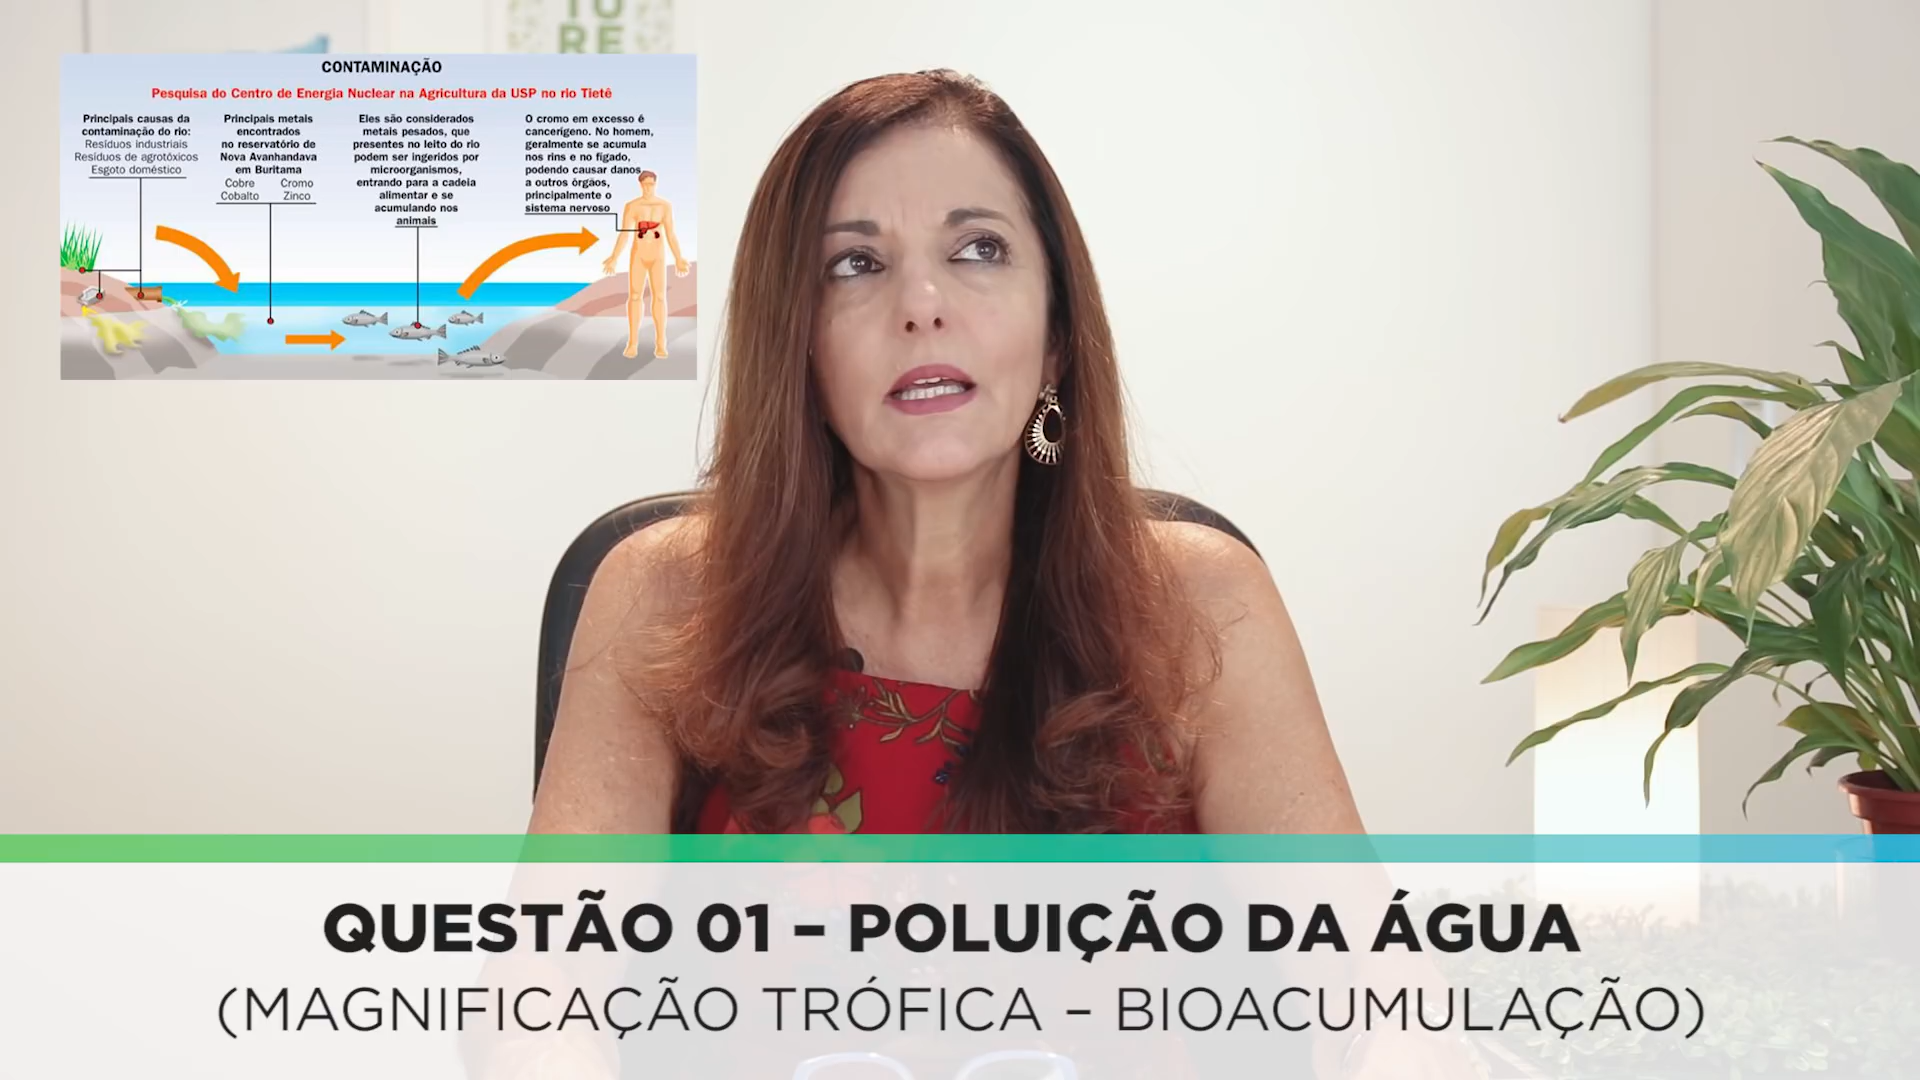 TURE
CONTAMINAÇÃO
Pesquisa do Centro de Energia Nuclear na Agricultura da USP no rio Tietê
Principais causas da
contaminação do rio:
Resíduos industriais
Resíduos de agrotóxicos
Esgoto doméstico
Principais metais
encontrados
no reservatório de
Nova Avanhandava
em Buritama
Cobre Cromo
Cobalto Zinco
Eles são considerados
metais pesados, que
presentes no leito do rio
podem ser ingeridos por
microorganismos,
entrando para a cadeia
alimentar e se
acumulando nos
animais
O cromo em excesso é
cancerígeno. No homem,
geralmente se acumula
nos rins e no fígado,
podendo causar danos
a outros órgãos,
principalmente o
sistema nervoso
QUESTÃO 01 – POLUIÇÃO DA ÁGUA
(MAGNIFICAÇÃO TRÓFICA – BIOACUMULAÇÃO)